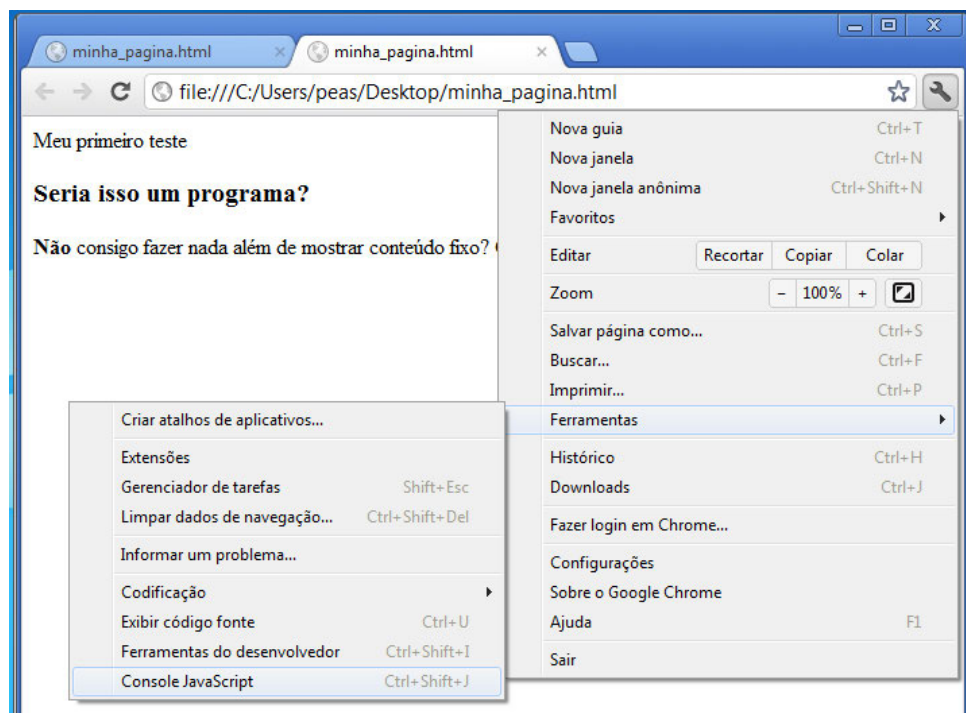 minha_pagina.html
minha_pagina.html
file:///C:/Users/peas/Desktop/minha_pagina.html
Meu primeiro teste
Seria isso um programa?
Não consigo fazer nada além de mostrar conteúdo fixo?
Nova guia Ctrl+T
Nova janela Ctrl+N
Nova janela anônima Ctrl+Shift+N
Favoritos
Editar Recortar Copiar Colar
Zoom - 100% +
Salvar página como... Ctrl+S
Buscar... Ctrl+F
Imprimir... Ctrl+P
Ferramentas
Histórico Ctrl+H
Downloads Ctrl+J
Fazer login em Chrome...
Configurações
Sobre o Google Chrome
Ajuda F1
Sair
Criar atalhos de aplicativos...
Extensões
Gerenciador de tarefas Shift+Esc
Limpar dados de navegação... Ctrl+Shift+Del
Informar um problema...
Codificação
Exibir código fonte Ctrl+U
Ferramentas do desenvolvedor Ctrl+Shift+I
Console JavaScript Ctrl+Shift+J